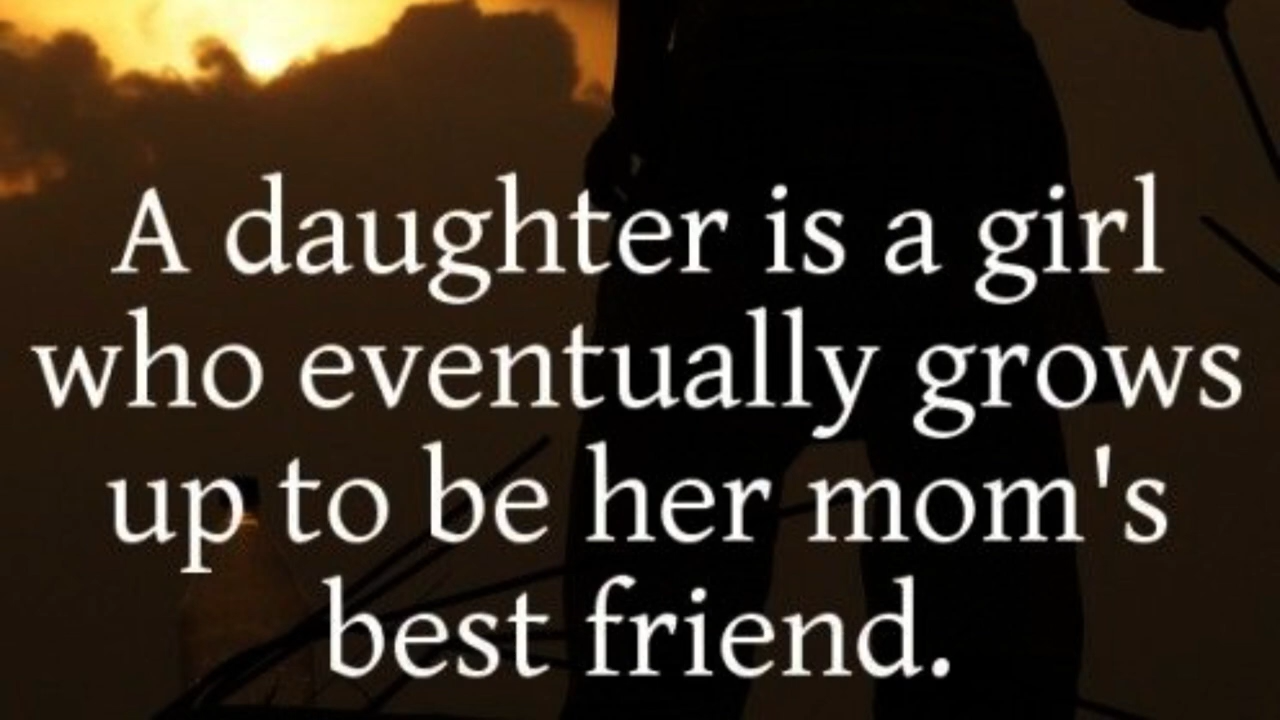 A daughter is a girl
who eventually grows
up to be her mom's
best friend.